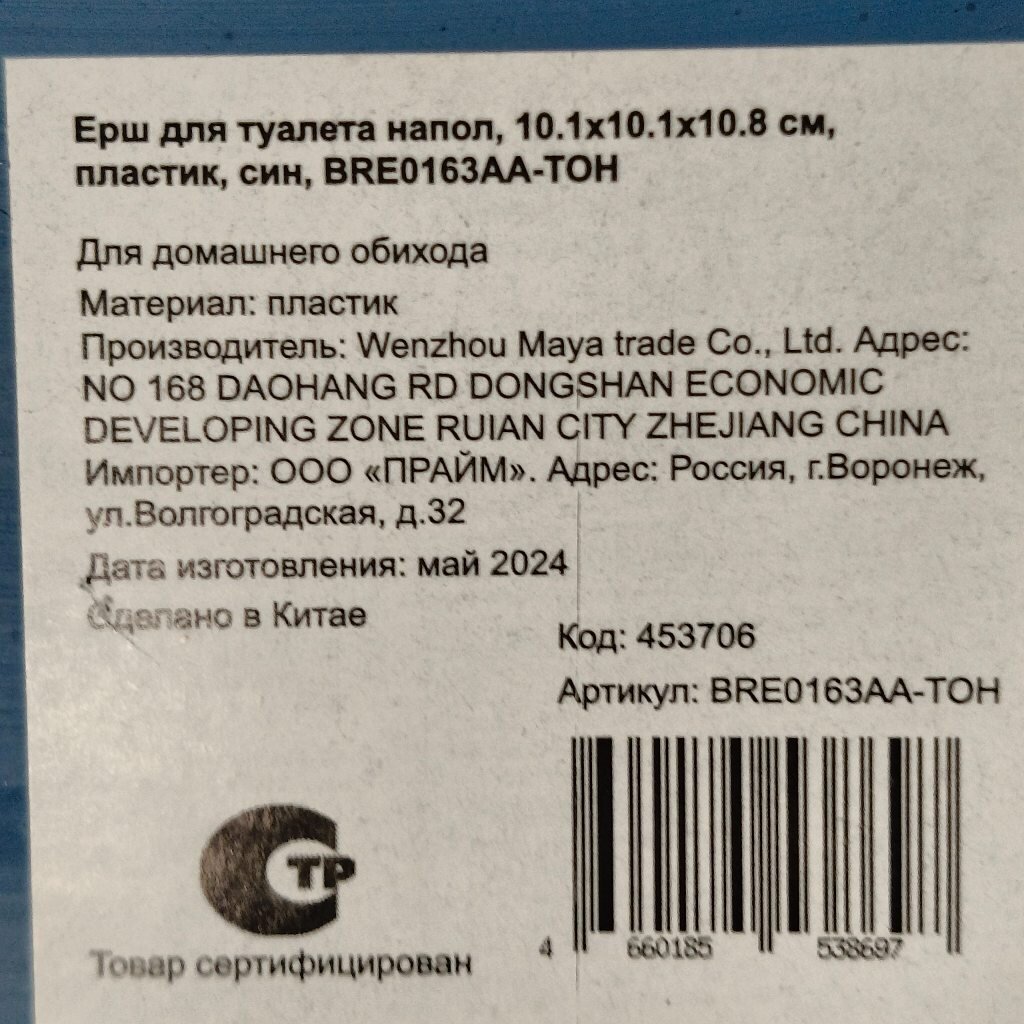 Ерш для туалета напол, 10.1х10.1х10.8 см,
пластик, син, BRE0163AA-TOH
Для домашнего обихода
Материал: пластик
Производитель: Wenzhou Maya trade Co., Ltd. Адрес:
NO 168 DAOHANG RD DONGSHAN ECONOMIC
DEVELOPING ZONE RUIAN CITY ZHEJIANG CHINA
Импортер: ООО «ПРАЙМ». Адрес: Россия, г.Воронеж,
ул.Волгоградская, д.32
Дата изготовления: май 2024
Сделано в Китае
Код: 453706
Артикул: BRE0163AA-TOH
СТР
Товар сертифицирован
4 660185 538697